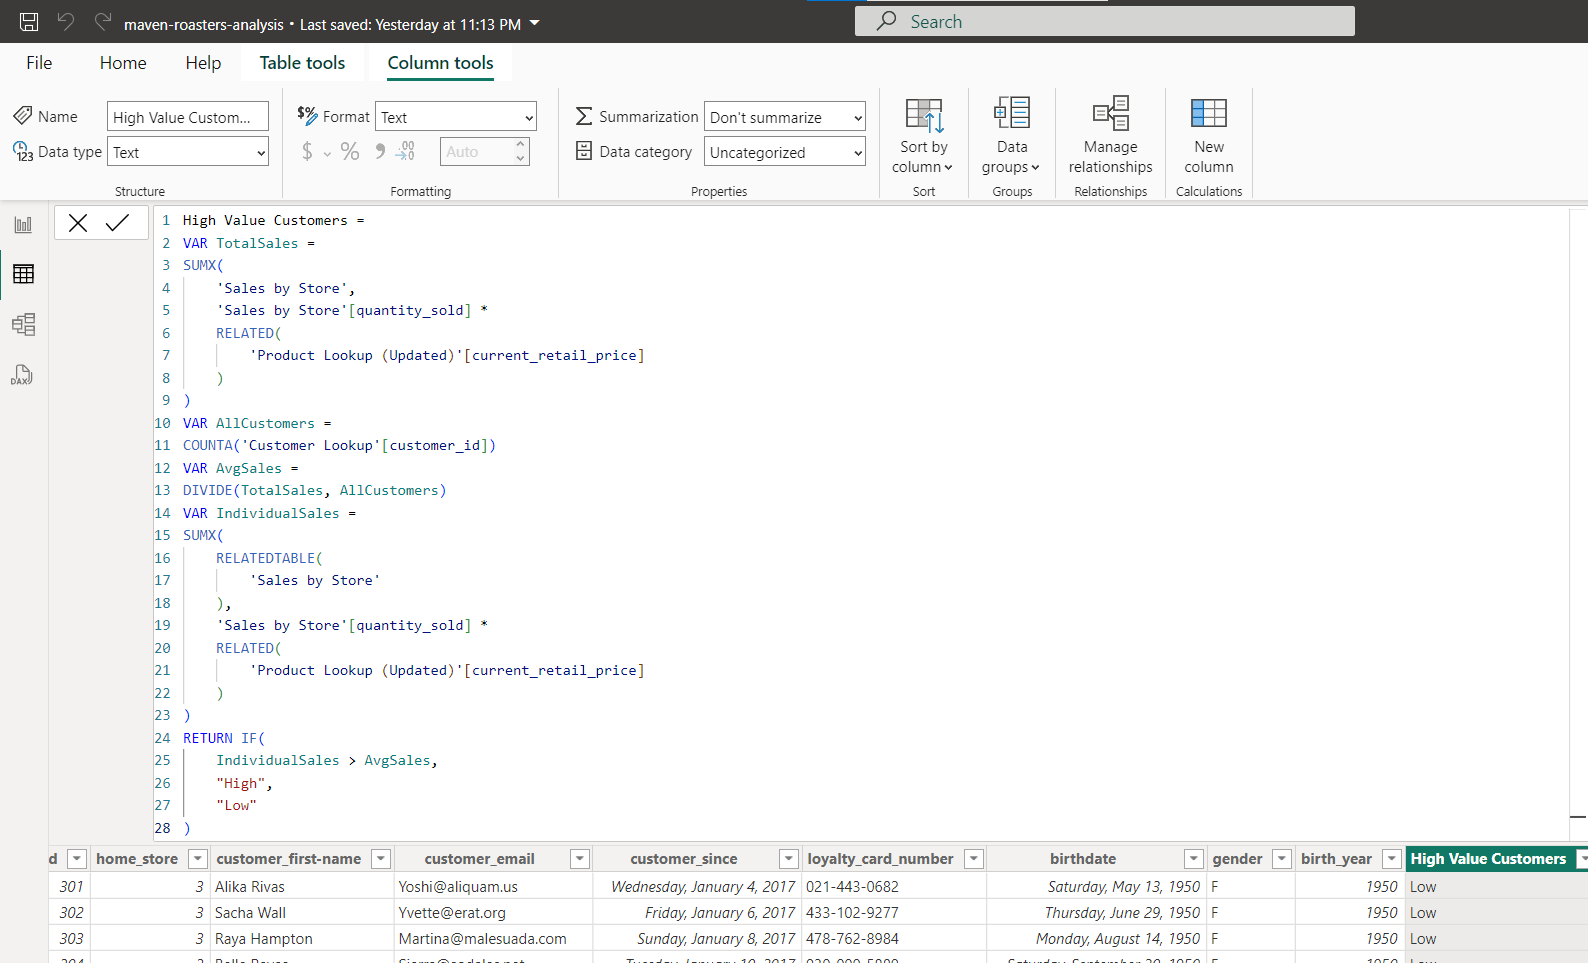 maven-roasters-analysis • Last saved: Yesterday at 11:13 PM
Search
File Home Help Table tools Column tools
Name High Value Custom... $% Format Text Summarization Don't summarize
123 Data type Text $ % 9 .00 Auto Data category Uncategorized
Sort by column
Data groups
Manage relationships
New column
Structure Formatting Properties Sort Groups Relationships Calculations
DAX
1 High Value Customers =
2 VAR TotalSales =
3 SUMX(
4 'Sales by Store',
5 'Sales by Store'[quantity_sold] *
6 RELATED(
7 'Product Lookup (Updated)'[current_retail_price]
8 )
9 )
10 VAR AllCustomers =
11 COUNTA('Customer Lookup'[customer_id])
12 VAR AvgSales =
13 DIVIDE(TotalSales, AllCustomers)
14 VAR IndividualSales =
15 SUMX(
16 RELATEDTABLE(
17 'Sales by Store'
18 ),
19 'Sales by Store'[quantity_sold] *
20 RELATED(
21 'Product Lookup (Updated)'[current_retail_price]
22 )
23 )
24 RETURN IF(
25 IndividualSales > AvgSales,
26 "High",
27 "Low"
28 )
d home_store customer_first-name customer_email customer_since loyalty_card_number birthdate gender birth_year High Value Customers
301 3 Alika Rivas Yoshi@aliquam.us Wednesday, January 4, 2017 021-443-0682 Saturday, May 13, 1950 F 1950 Low
302 3 Sacha Wall Yvette@erat.org Friday, January 6, 2017 433-102-9277 Thursday, June 29, 1950 F 1950 Low
303 3 Raya Hampton Martina@malesuada.com Sunday, January 8, 2017 478-762-8984 Monday, August 14, 1950 F 1950 Low